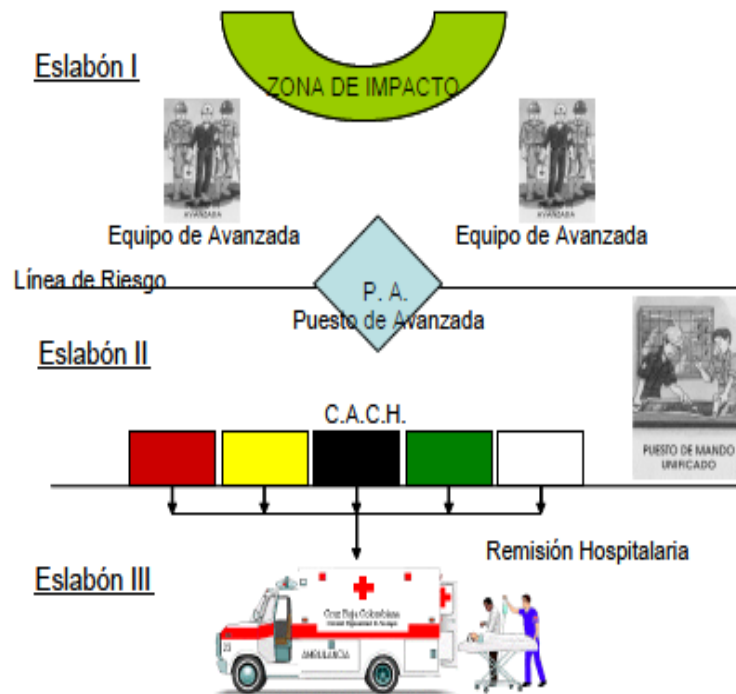 Eslabón I
ZONA DE IMPACTO
AVANZADA
AVANZADA
Equipo de Avanzada
Equipo de Avanzada
Línea de Riesgo
P. A.
Puesto de Avanzada
Eslabón II
C.A.C.H.
PUESTO DE MANDO
UNIFICADO
Remisión Hospitalaria
Eslabón III
Cruz Roja Colombiana
23
AMBULANCIA